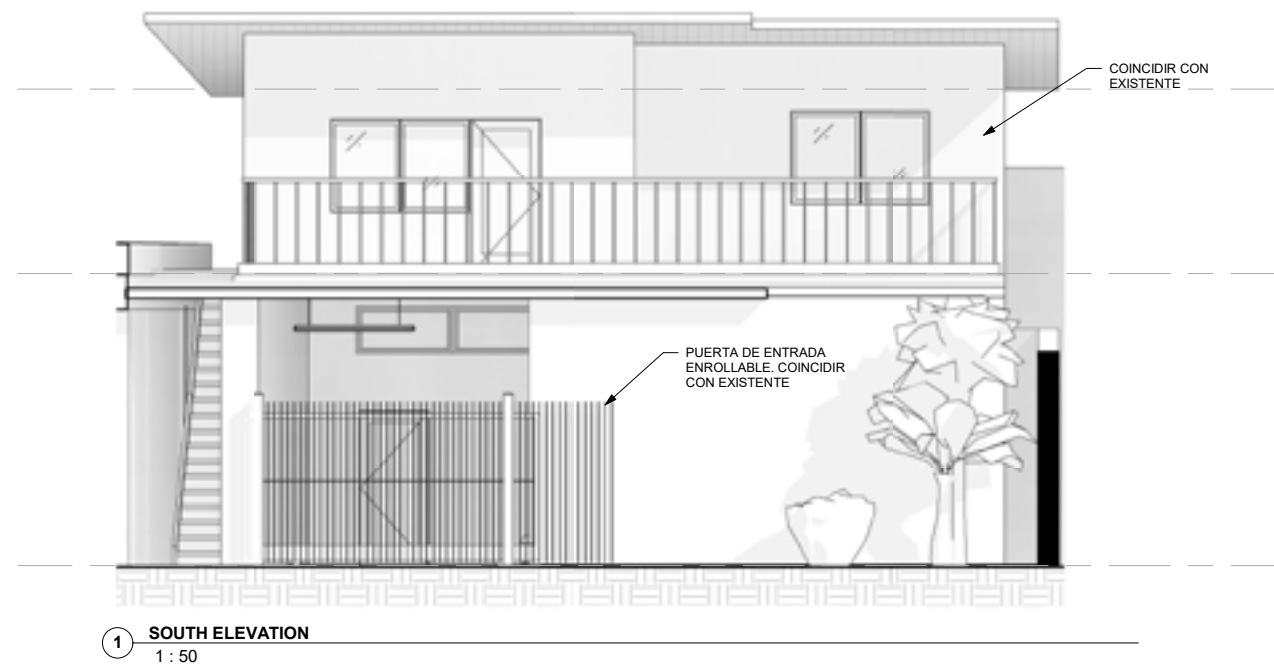 COINCIDIR CON
EXISTENTE
PUERTA DE ENTRADA
ENROLLABLE. COINCIDIR
CON EXISTENTE
1
SOUTH ELEVATION
1 : 50